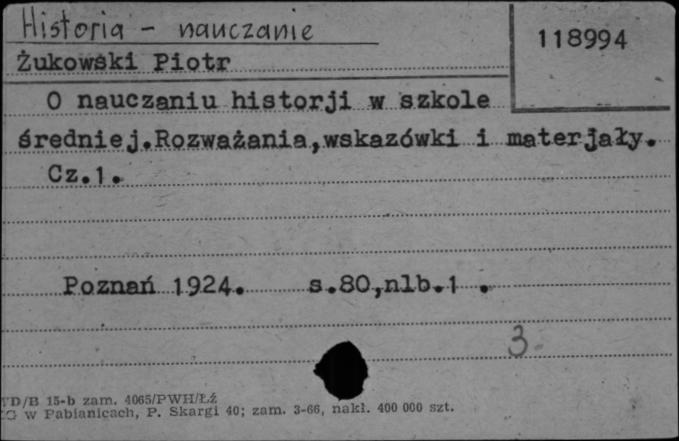 Historia - nauczanie
118994
Żukowski Piotr
O nauczaniu historji w szkole
średniej.Rozważania,wskazówki i materjały.
Cz.1.
Poznań 1924. s.80,nlb.1 .
3.
/B 15-b zam. 4065/PWH/Łź
w Pabianicach, P. Skargi 40; zam. 3-66, nakł. 400 000 szt.